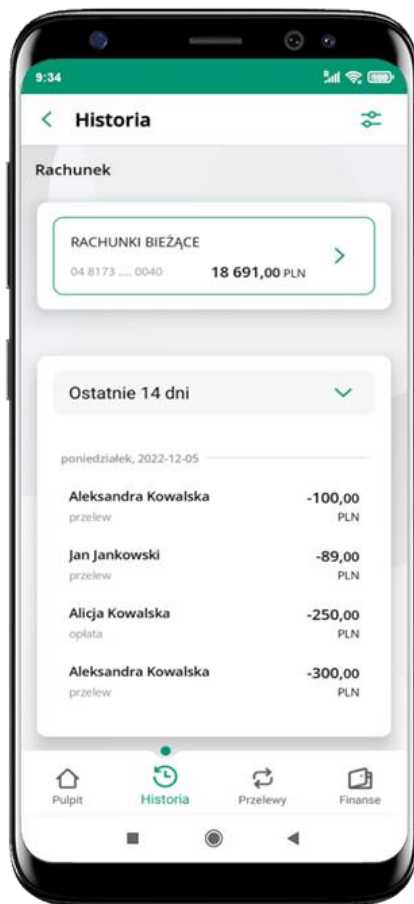 9:34
Historia
Rachunek
RACHUNKI BIEŻĄCE
04 8173 .... 0040 18 691,00 PLN
Ostatnie 14 dni
poniedziałek, 2022-12-05
Aleksandra Kowalska -100,00
przelew PLN
Jan Jankowski -89,00
przelew PLN
Alicja Kowalska -250,00
opłata PLN
Aleksandra Kowalska -300,00
przelew PLN
Pulpit Historia Przelewy Finanse